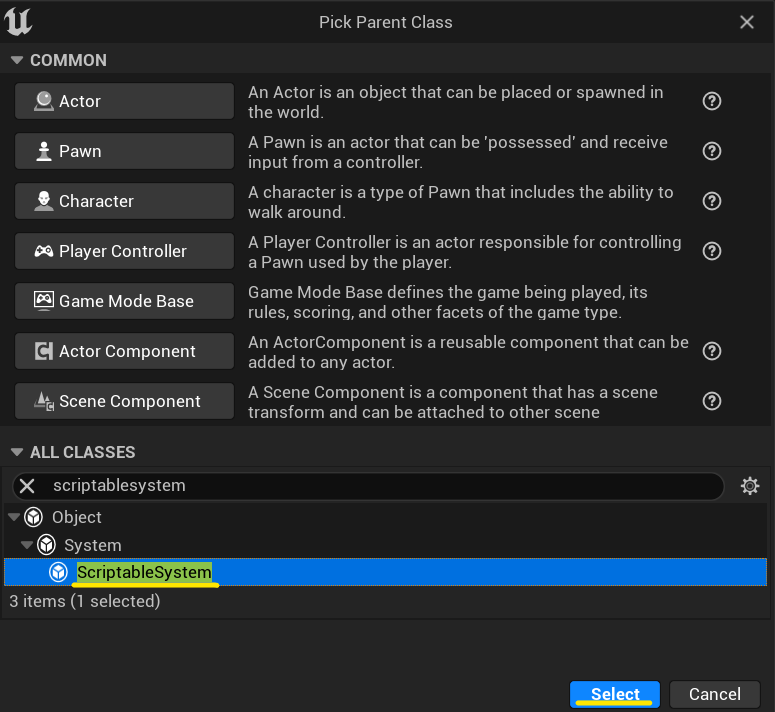 Pick Parent Class
COMMON
Actor
An Actor is an object that can be placed or spawned in
the world.
Pawn
A Pawn is an actor that can be 'possessed' and receive
input from a controller.
Character
A character is a type of Pawn that includes the ability to
walk around.
Player Controller
A Player Controller is an actor responsible for controlling
a Pawn used by the player.
Game Mode Base
Game Mode Base defines the game being played, its
rules, scoring, and other facets of the game type.
Actor Component
An ActorComponent is a reusable component that can be
added to any actor.
Scene Component
A Scene Component is a component that has a scene
transform and can be attached to other scene
ALL CLASSES
scriptablesystem
Object
System
ScriptableSystem
3 items (1 selected)
Select
Cancel